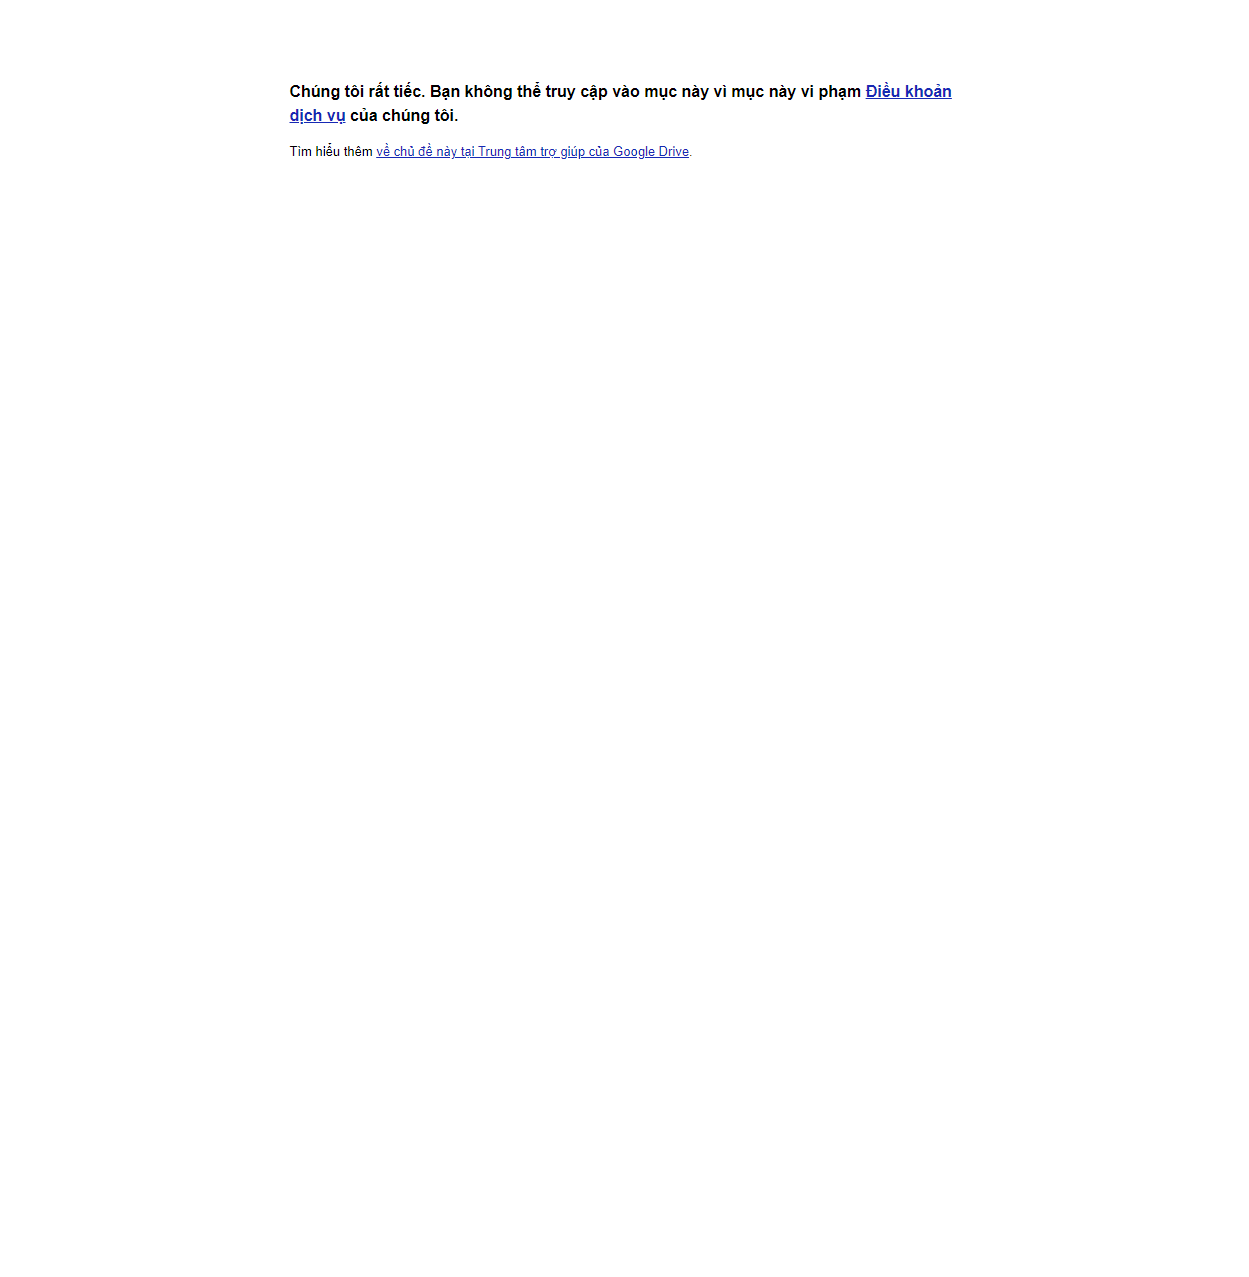 Chúng tôi rất tiếc. Bạn không thể truy cập vào mục này vì mục này vi phạm Điều khoản
dịch vụ của chúng tôi.
Tìm hiểu thêm về chủ đề này tại Trung tâm trợ giúp của Google Drive.